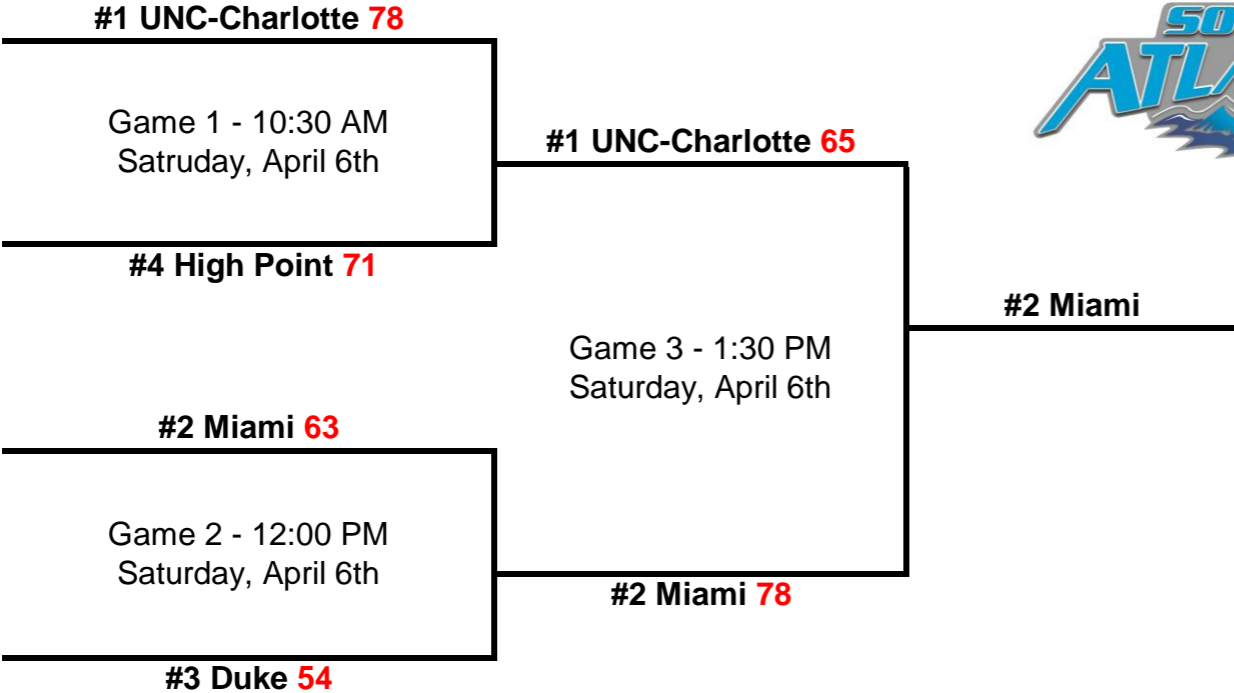 #1 UNC-Charlotte 78
Game 1 - 10:30 AM
Satruday, April 6th
#1 UNC-Charlotte 65
#4 High Point 71
#2 Miami
Game 3 - 1:30 PM
Saturday, April 6th
#2 Miami 63
Game 2 - 12:00 PM
Saturday, April 6th
#2 Miami 78
#3 Duke 54